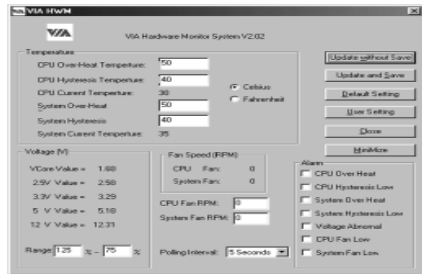 VIA HWM
VIA
VIA Hardware Monitor System V2.02
Temperature
CPU Over-Heat Temperture: 50
CPU Hysteresis Temperture: 40
CPU Current Temperture: 30
System Over-Heat 50
System Hysteresis 40
System Current Temperture: 35
Celsius
Fahrenheit
Update without Save
Update and Save
Default Setting
User Setting
Close
MiniMize
Voltage (V)
VCore Value = 1.68
2.5V Value = 2.58
3.3V Value = 3.29
5 V Value = 5.18
12 V Value = 12.31
Range: 125 % - 75 %
Fan Speed (RPM)
CPU Fan: 0
System Fan: 0
CPU Fan RPM: 0
System Fan RPM: 0
Polling Interval: 5 Seconds
Alarm
CPU Over Heat
CPU Hysteresis Low
System Over Heat
System Hysteresis Low
Voltage Abnormal
CPU Fan Low
System Fan Low